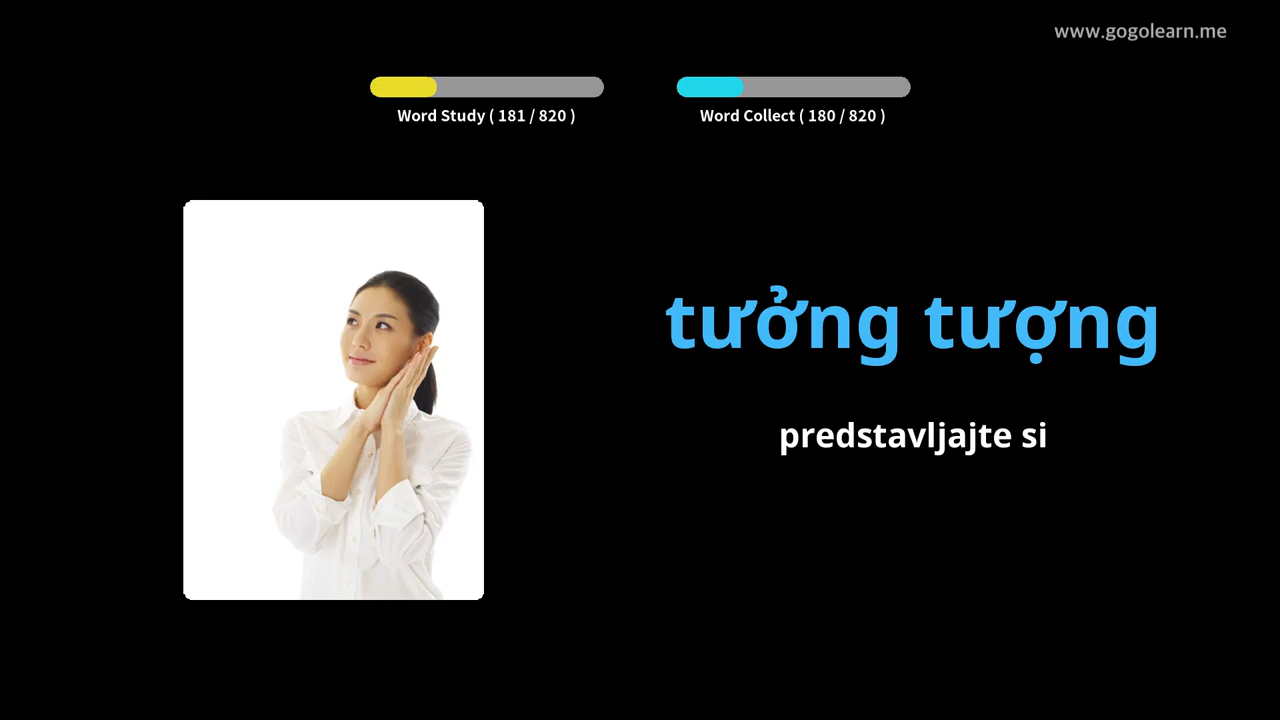 www.gogolearn.me
Word Study ( 181 / 820 )
Word Collect ( 180 / 820 )
tưởng tượng
predstavljajte si